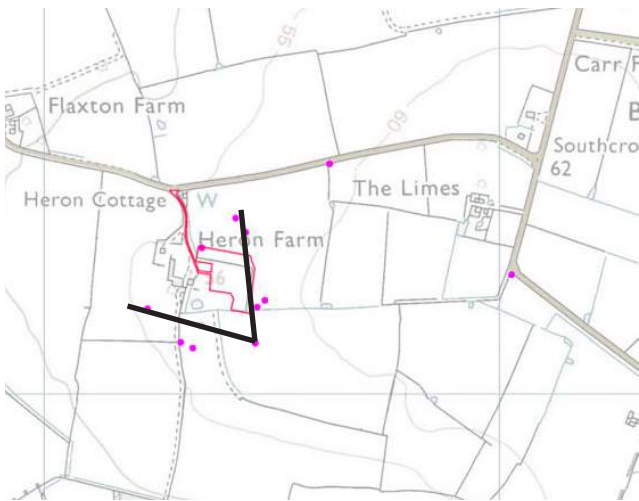 55
Carr F
Flaxton Farm
B
60
Southcro
62
The Limes
Heron Cottage
W
Heron Farm